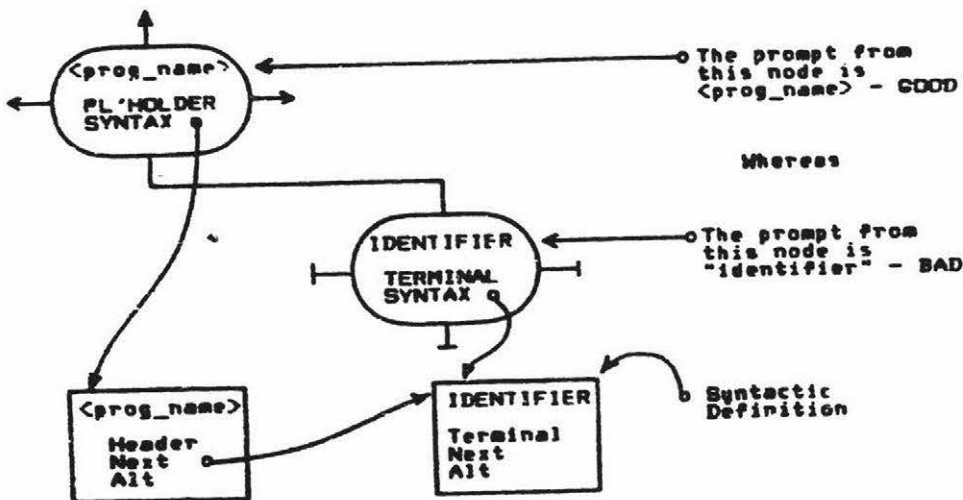 <prog_name>
PL'HOLDER
SYNTAX
The prompt from
this node is
<prog_name> - GOOD
Whereas
IDENTIFIER
TERMINAL
SYNTAX
The prompt from
this node is
"identifier" - BAD
<prog_name>
Header
Next
Alt
IDENTIFIER
Terminal
Next
Alt
Syntactic
Definition